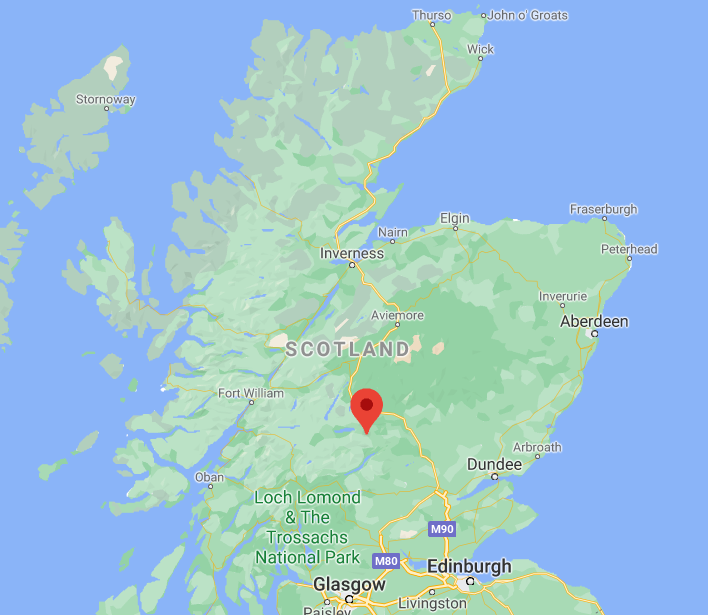 Thurso
John o' Groats
Wick
Stornoway
Fraserburgh
Elgin
Nairn
Peterhead
Inverness
Inverurie
Aviemore
Aberdeen
SCOTLAND
Fort William
Arbroath
Dundee
Oban
Loch Lomond
& The
Trossachs
National Park
M90
M80
Edinburgh
Glasgow
Livingston
Paisley